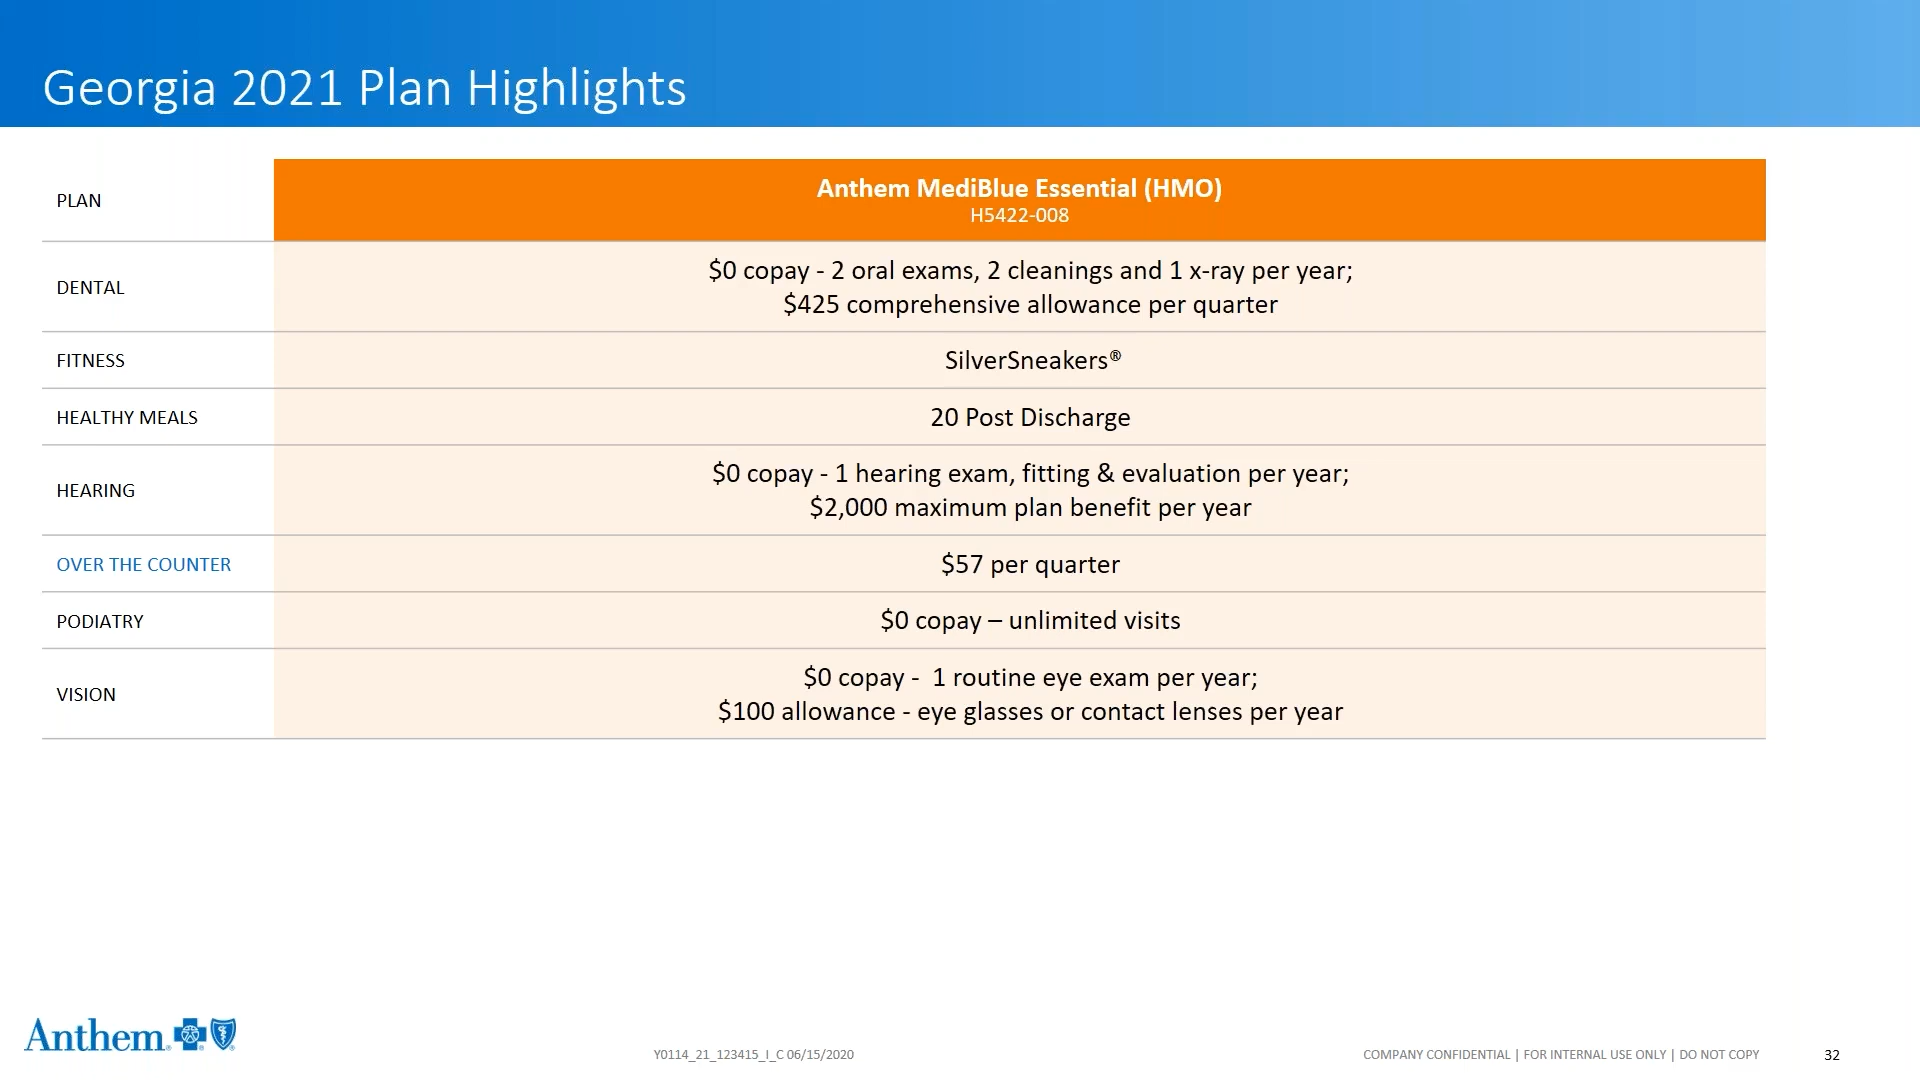 Georgia 2021 Plan Highlights
PLAN
Anthem MediBlue Essential (HMO)
H5422-008
DENTAL
$0 copay - 2 oral exams, 2 cleanings and 1 x-ray per year;
$425 comprehensive allowance per quarter
FITNESS
SilverSneakers®
HEALTHY MEALS
20 Post Discharge
HEARING
$0 copay - 1 hearing exam, fitting & evaluation per year;
$2,000 maximum plan benefit per year
OVER THE COUNTER
$57 per quarter
PODIATRY
$0 copay – unlimited visits
VISION
$0 copay -  1 routine eye exam per year;
$100 allowance - eye glasses or contact lenses per year
Anthem
Y0114_21_123415_I_C 06/15/2020
COMPANY CONFIDENTIAL | FOR INTERNAL USE ONLY | DO NOT COPY
32